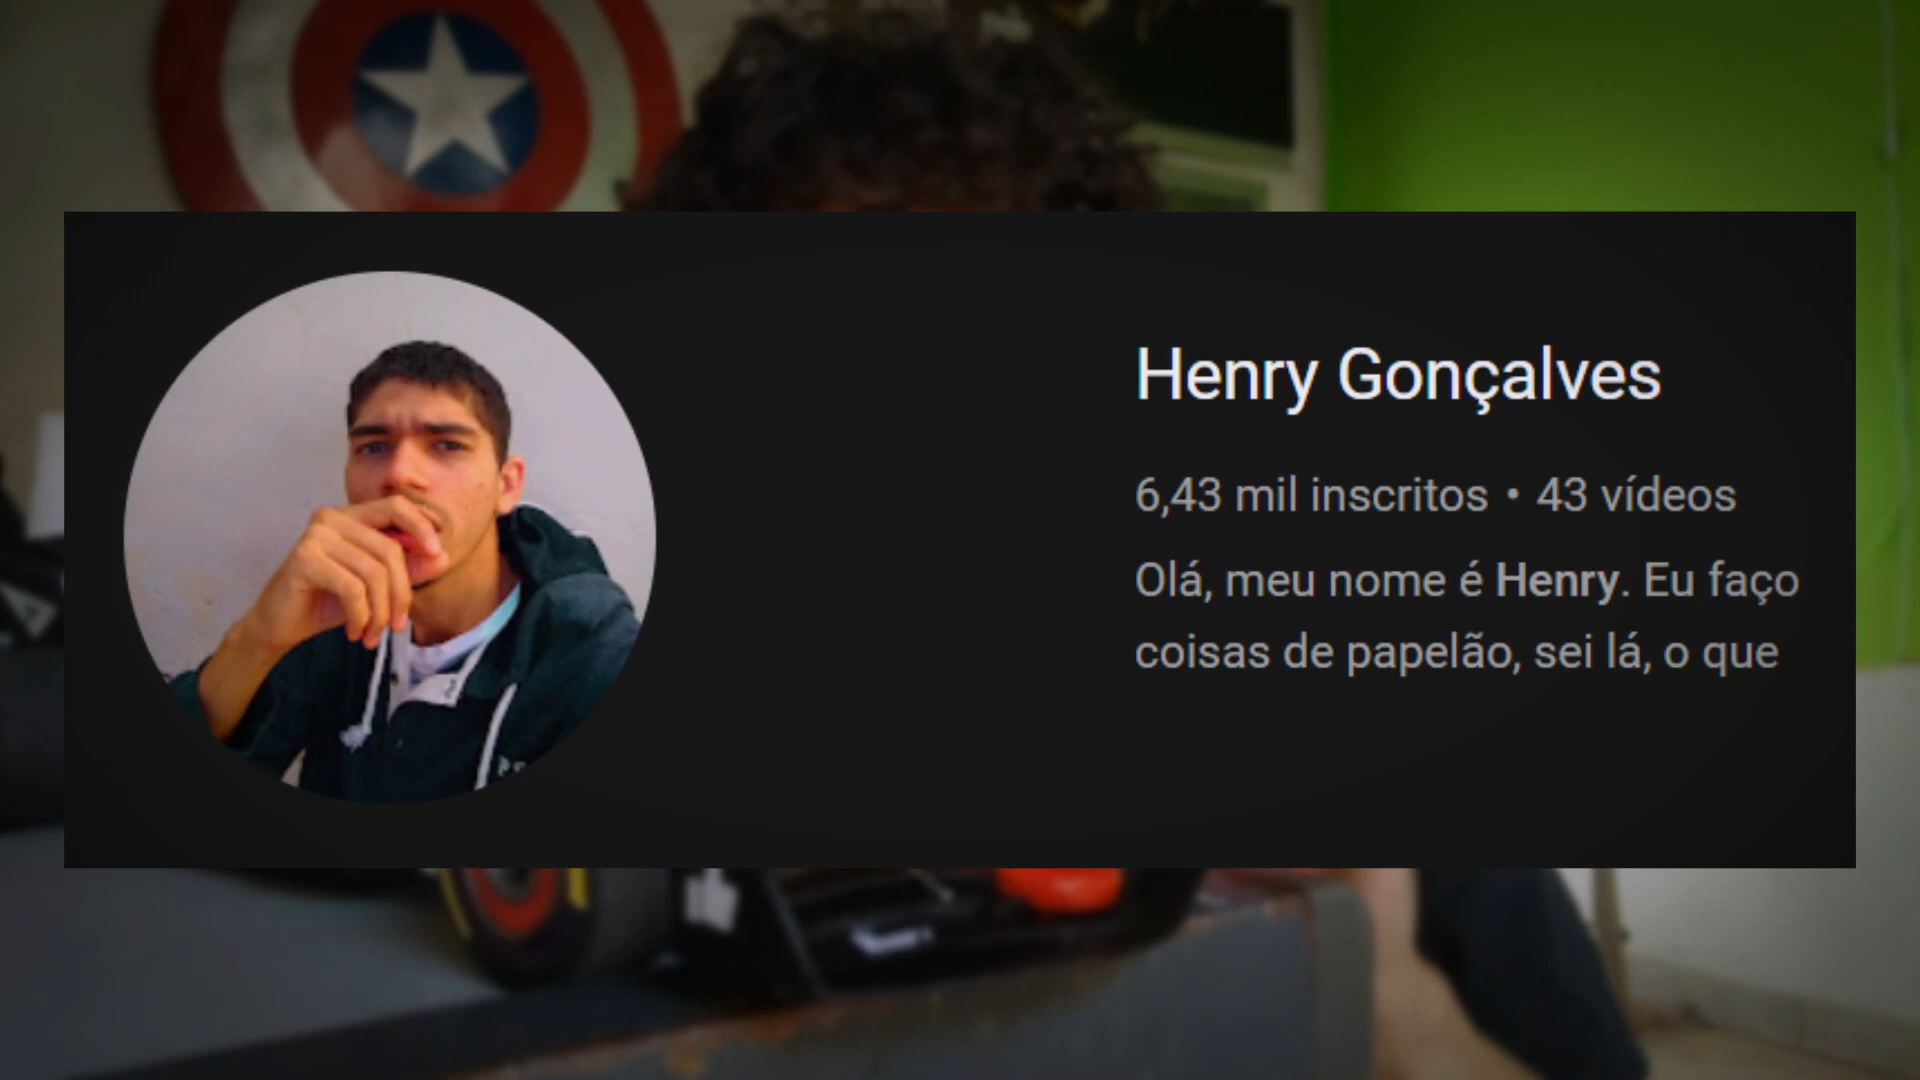 Henry Gonçalves
6,43 mil inscritos • 43 vídeos
Olá, meu nome é Henry. Eu faço
coisas de papelão, sei lá, o que